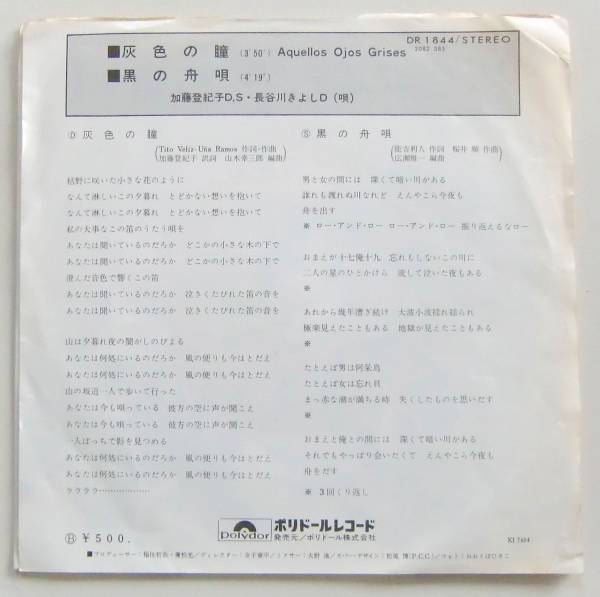 DR 1844/STEREO
2062 083
■灰色の瞳 (3'50") Aquellos Ojos Grises
■黒の舟唄 (4'19")
加藤登紀子D,S・長谷川きよしD (唄)
Ⓓ 灰色の瞳
(Tito Veliz・Uña Ramos 作詞・作曲
加藤登紀子 訳詞 山木幸三郎 編曲)
枯野に咲いた小さな花のように
なんて淋しいこの夕暮れ とどかない想いを抱いて
なんて淋しいこの夕暮れ とどかない想いを抱いて
私の大事なこの笛のうたう唄を
あなたは聞いているのだろか どこかの小さな木の下で
あなたは聞いているのだろか どこかの小さな木の下で
澄んだ音色で響くこの笛
あなたは聞いているのだろか 泣きくたびれた笛の音を
あなたは聞いているのだろか 泣きくたびれた笛の音を
山は夕暮れ夜の闇がしのびよる
あなたは何処にいるのだろか 風の便りも今はとだえ
あなたは何処にいるのだろか 風の便りも今はとだえ
山の坂道一人で歩いて行った
あなたは今も唄っている 彼方の空に声が聞こえ
あなたは今も唄っている 彼方の空に声が聞こえ
一人ぼっちで影を見つめる
あなたは何処にいるのだろか 風の便りも今はとだえ
あなたは何処にいるのだろか 風の便りも今はとだえ
ララララ………………
Ⓢ 黒の舟唄
(能吉利人 作詞 桜井 順 作曲
広瀬雅一 編曲)
男と女の間には 深くて暗い川がある
誰も渡れぬ川なれど えんやこら今夜も
舟を出す
※ ロー・アンド・ロー ロー・アンド・ロー 振り返えるなロー
おまえが十七俺十九 忘れもしないこの川に
二人の星のひとかけら 流して泣いた夜もある
※
あれから幾年漕ぎ続け 大波小波揺れ揺られ
極楽見えたこともある 地獄が見えたこともある
※
たとえば男は阿呆鳥
たとえば女は忘れ貝
まっ赤な潮が満ちる時 失くしたものを思いだす
※
おまえと俺との間には 深くて暗い川がある
それでもやっぱり会いたくて えんやこら今夜も
舟をだす
※ 3回くり返し
Ⓑ ¥500.
polydor ポリドールレコード
発売元／ポリドール株式会社
KI 7404